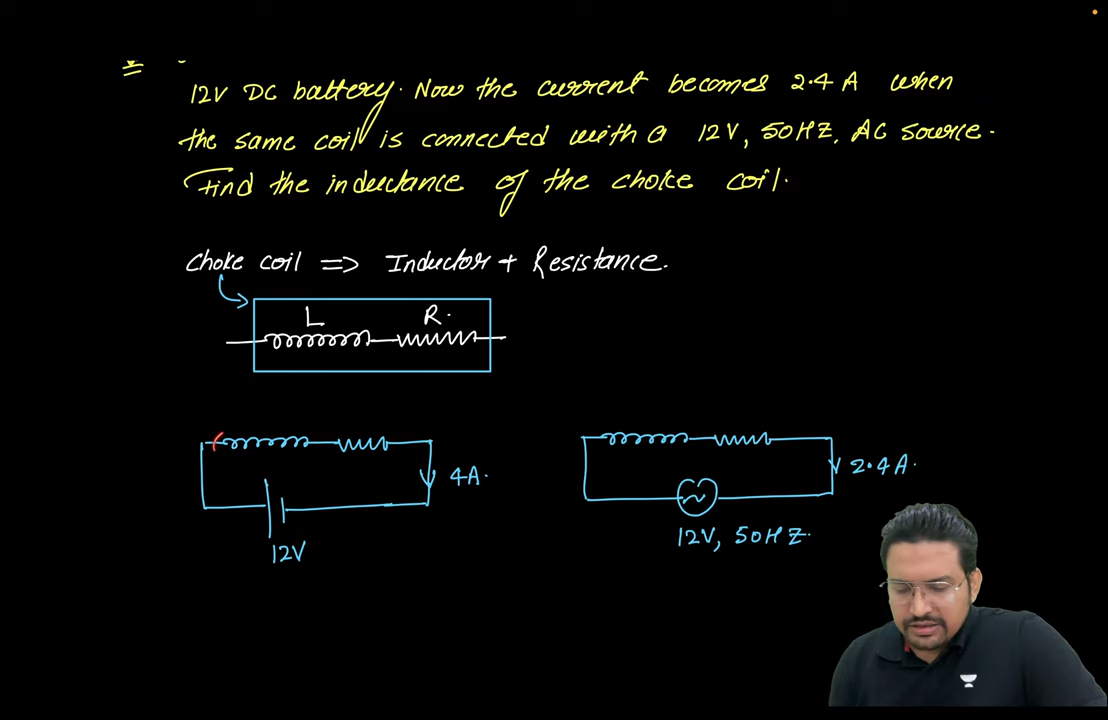 12V DC battery. Now the current becomes 2.4 A when
the same coil is connected with a 12V, 50HZ, AC source.
Find the inductance of the choke coil.
Choke coil => Inductor + Resistance.
L R.
4A.
2.4A.
12V
12V, 50HZ.